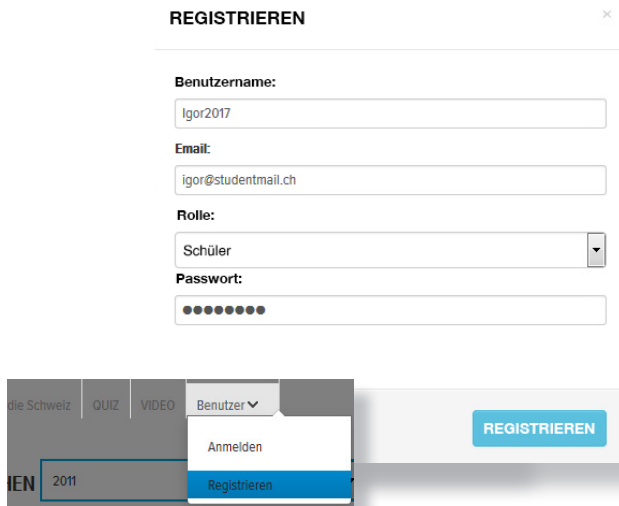 REGISTRIEREN ×
Benutzername:
Igor2017
Email:
igor@studentmail.ch
Rolle:
Schüler
Passwort:
●●●●●●●●
die Schweiz QUIZ VIDEO Benutzer
Anmelden
Registrieren
REGISTRIEREN
HEN 2011